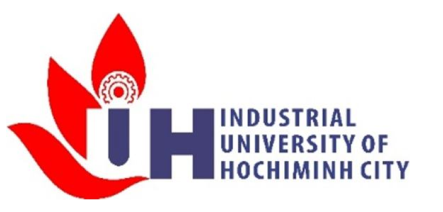 IUH
INDUSTRIAL
UNIVERSITY OF
HOCHIMINH CITY